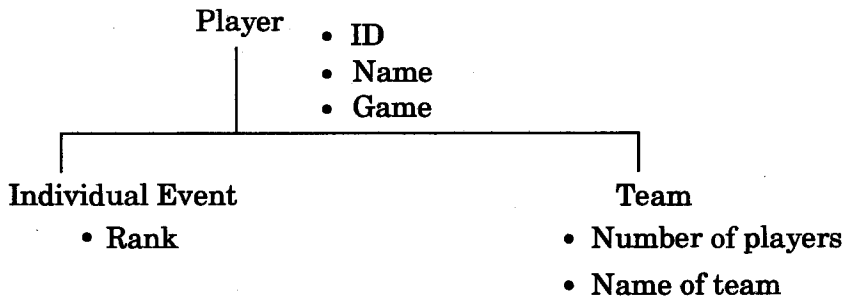 Player
• ID
• Name
• Game
Individual Event
• Rank
Team
• Number of players
• Name of team